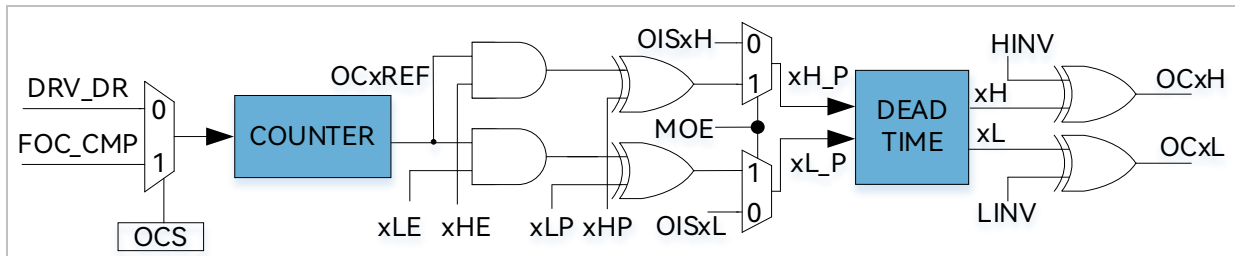 DRV_DR
FOC_CMP
0
1
OCS
COUNTER
OCxREF
xLE
xHE
xLP
xHP
OISxH
0
1
MOE
1
0
OISxL
xH_P
xL_P
DEAD
TIME
xH
xL
HINV
LINV
OCxH
OCxL